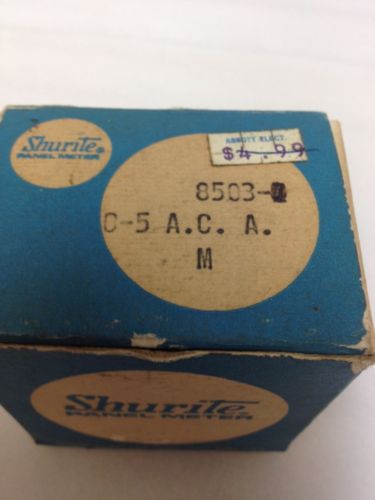 Shurite
PANEL METER
ABBOTT ELECT.
$4.99
8503-
0-5 A.C. A.
M
Shurite
PANEL METER